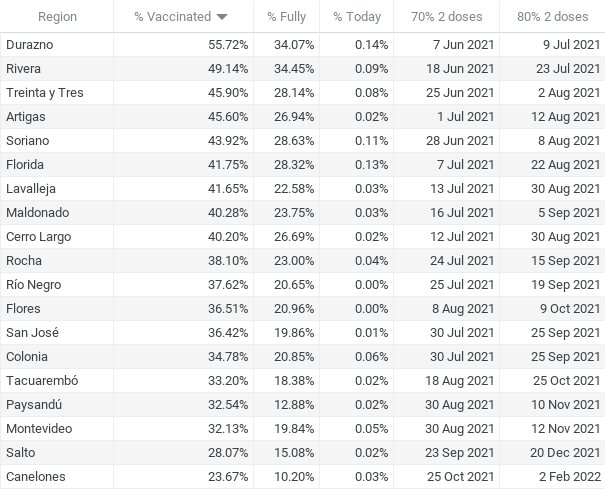 Region % Vaccinated % Fully % Today 70% 2 doses 80% 2 doses
Durazno 55.72% 34.07% 0.14% 7 Jun 2021 9 Jul 2021
Rivera 49.14% 34.45% 0.09% 18 Jun 2021 23 Jul 2021
Treinta y Tres 45.90% 28.14% 0.08% 25 Jun 2021 2 Aug 2021
Artigas 45.60% 26.94% 0.02% 1 Jul 2021 12 Aug 2021
Soriano 43.92% 28.63% 0.11% 28 Jun 2021 8 Aug 2021
Florida 41.75% 28.32% 0.13% 7 Jul 2021 22 Aug 2021
Lavalleja 41.65% 22.58% 0.03% 13 Jul 2021 30 Aug 2021
Maldonado 40.28% 23.75% 0.03% 16 Jul 2021 5 Sep 2021
Cerro Largo 40.20% 26.69% 0.02% 12 Jul 2021 30 Aug 2021
Rocha 38.10% 23.00% 0.04% 24 Jul 2021 15 Sep 2021
Río Negro 37.62% 20.65% 0.00% 25 Jul 2021 19 Sep 2021
Flores 36.51% 20.96% 0.00% 8 Aug 2021 9 Oct 2021
San José 36.42% 19.86% 0.01% 30 Jul 2021 25 Sep 2021
Colonia 34.78% 20.85% 0.06% 30 Jul 2021 25 Sep 2021
Tacuarembó 33.20% 18.38% 0.02% 18 Aug 2021 25 Oct 2021
Paysandú 32.54% 12.88% 0.02% 30 Aug 2021 10 Nov 2021
Montevideo 32.13% 19.84% 0.05% 30 Aug 2021 12 Nov 2021
Salto 28.07% 15.08% 0.02% 23 Sep 2021 20 Dec 2021
Canelones 23.67% 10.20% 0.03% 25 Oct 2021 2 Feb 2022